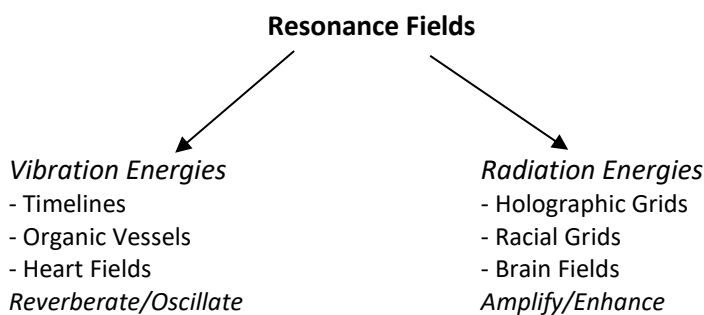 Resonance Fields
Vibration Energies
- Timelines
- Organic Vessels
- Heart Fields
Reverberate/Oscillate
Radiation Energies
- Holographic Grids
- Racial Grids
- Brain Fields
Amplify/Enhance